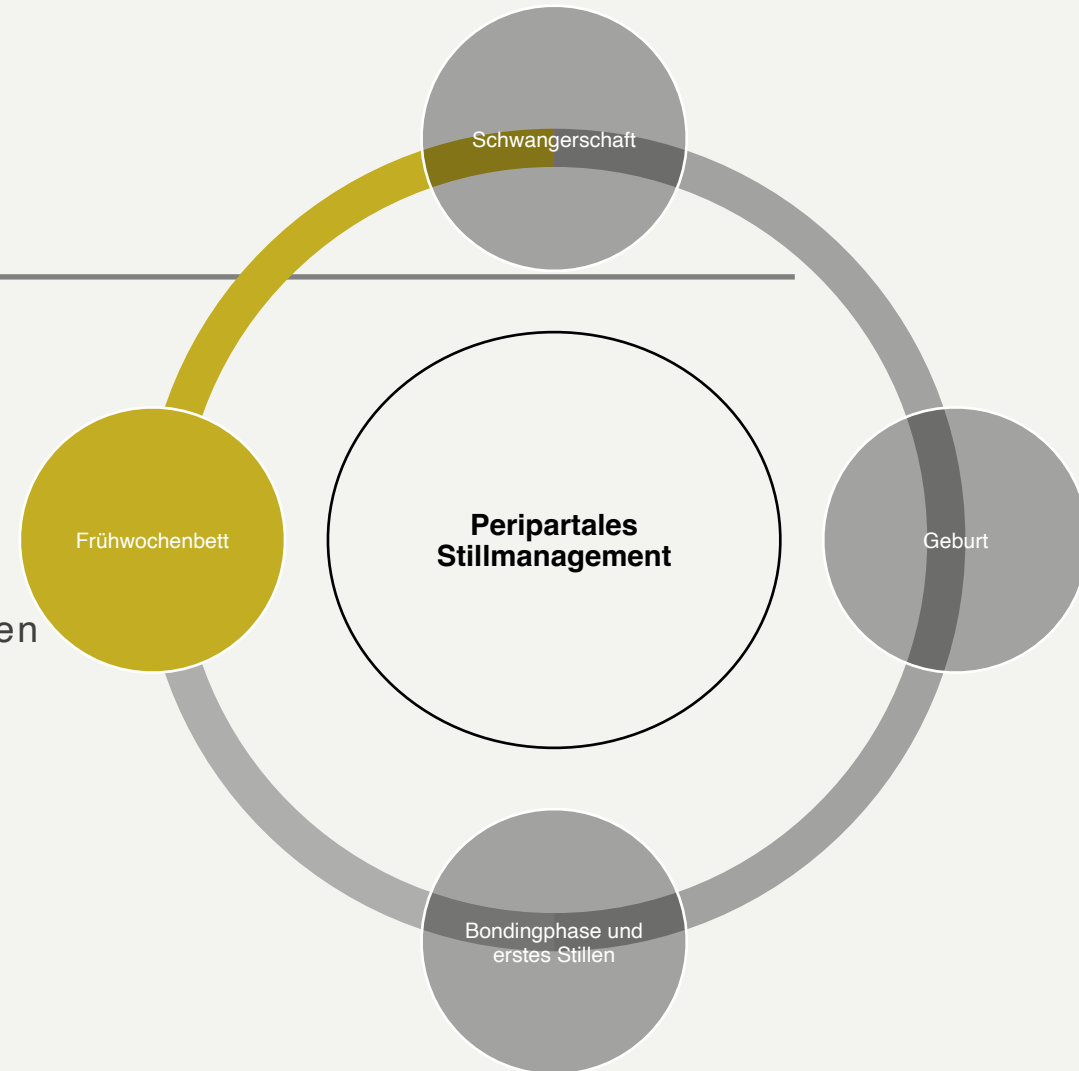 Schwangerschaft
Frühwochenbett
Peripartales
Stillmanagement
Geburt
en
Bondingphase und
erstes Stillen